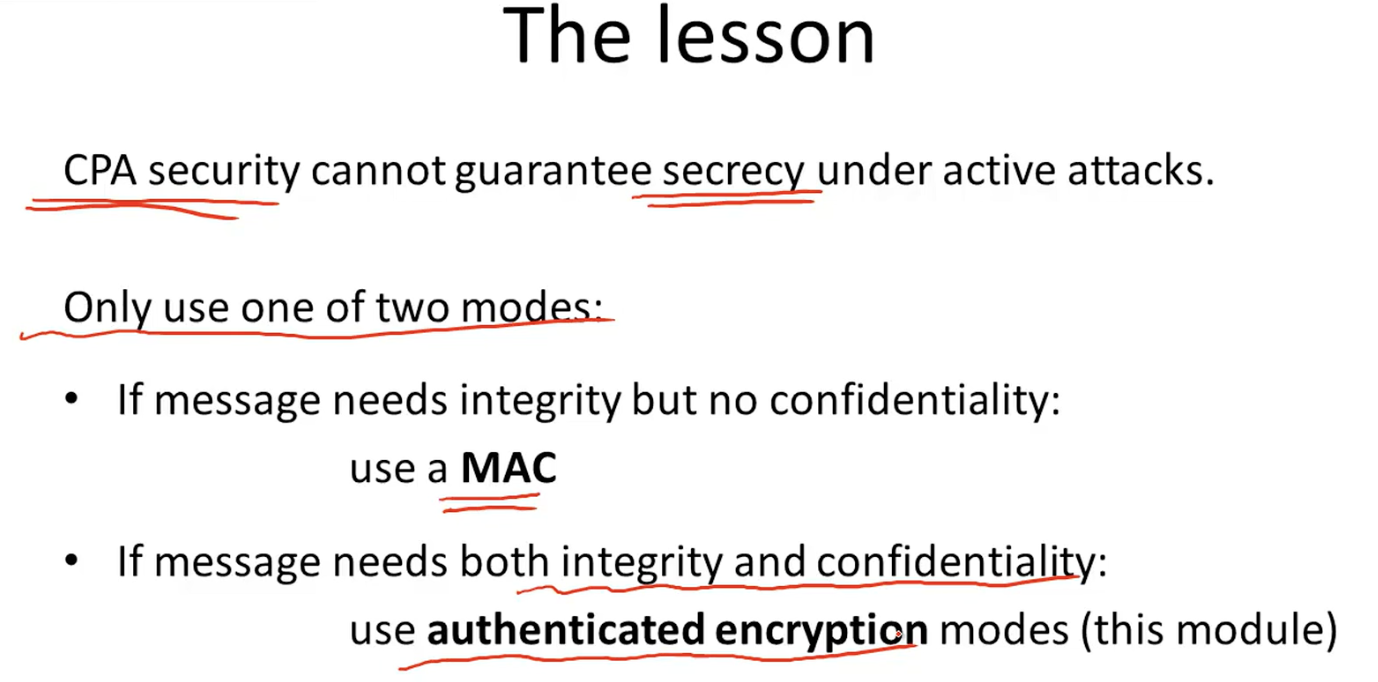 The lesson
CPA security cannot guarantee secrecy under active attacks.
Only use one of two modes:
• If message needs integrity but no confidentiality:
use a MAC
• If message needs both integrity and confidentiality:
use authenticated encryption modes (this module)